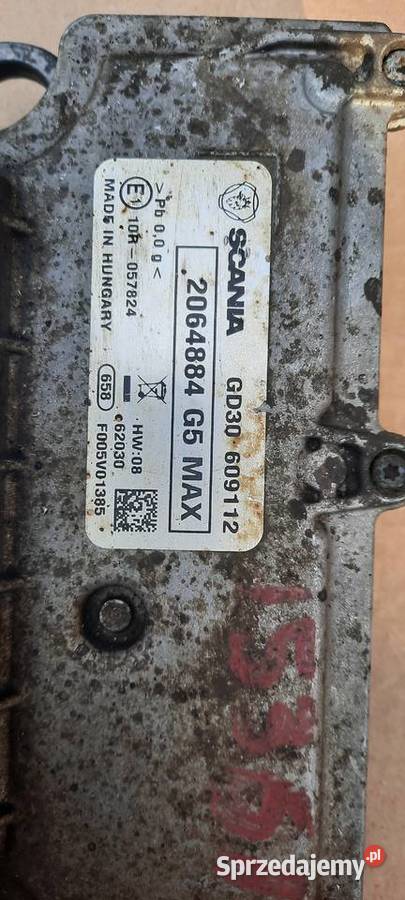 SCANIA
GD30 609112
2064884 G5 MAX
> Pb 0,0 g <
E1 10R - 057824
MADE IN HUNGARY
HW:08
62030
658 F005V01385
Sprzedajemy.pl